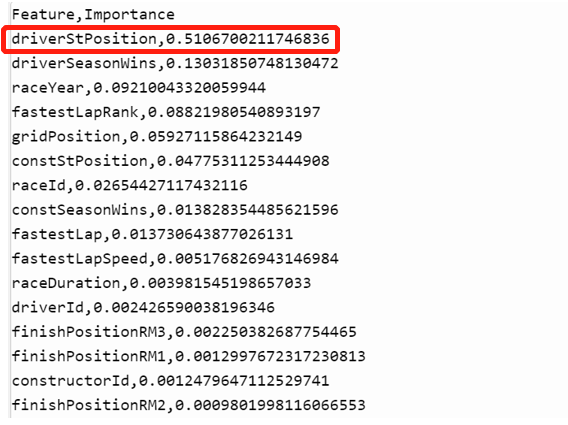 Feature,Importance
driverStPosition,0.5106700211746836
driverSeasonWins,0.13031850748130472
raceYear,0.09210043320059944
fastestLapRank,0.08821980540893197
gridPosition,0.05927115864232149
constStPosition,0.04775311253444908
raceId,0.02654427117432116
constSeasonWins,0.013828354485621596
fastestLap,0.013730643877026131
fastestLapSpeed,0.005176826943146984
raceDuration,0.003981545198657033
driverId,0.002426590038196346
finishPositionRM3,0.002250382687754465
finishPositionRM1,0.0012997672317230813
constructorId,0.0012479647112529741
finishPositionRM2,0.0009801998116066553